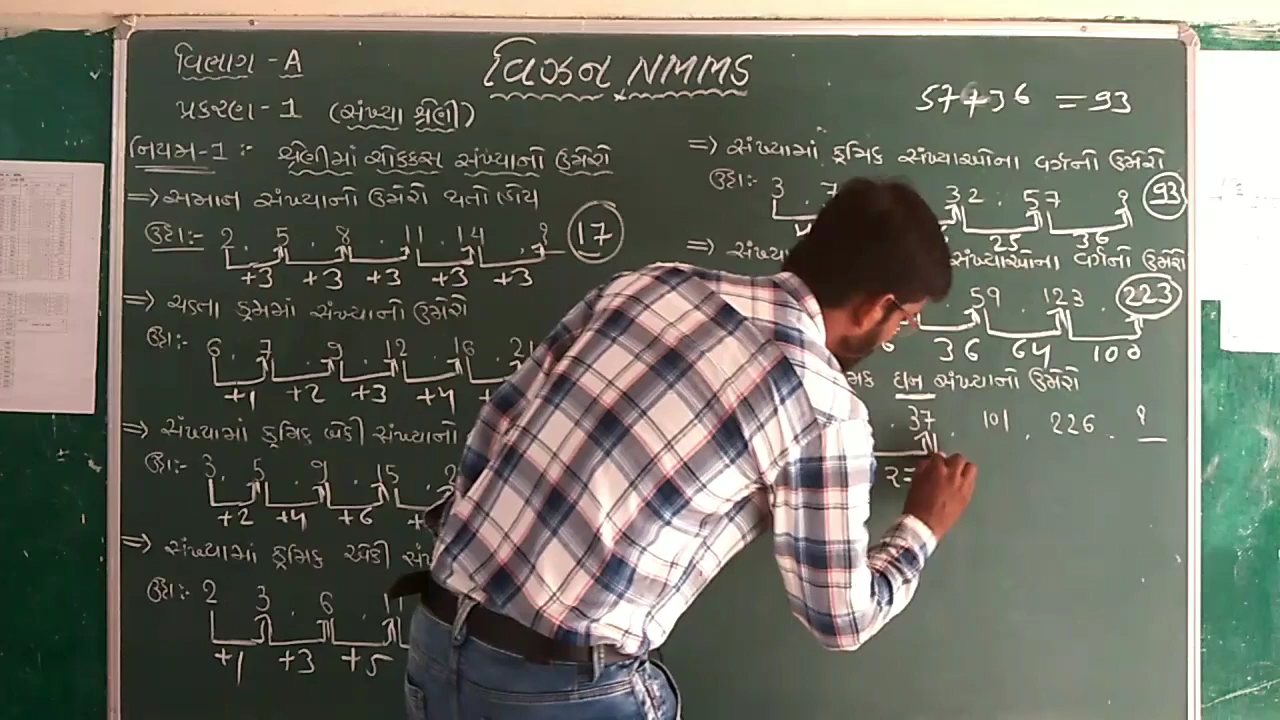 વિભાગ - A
વિઝન NMMS
પ્રકરણ - 1 (સંખ્યા શ્રેણી)
નિયમ-1 :- શ્રેણીમાં ચોક્કસ સંખ્યાનો ઉમેરો
⇒ સમાન સંખ્યાનો ઉમેરો થતો હોય
ઉદા:- 2 . 5 . 8 . 11 . 14 . ? 17
+3 +3 +3 +3 +3
⇒ ચડતા ક્રમમાં સંખ્યાનો ઉમેરો
ઉદા:- 6 . 7 . 9 . 12 . 16 . 21
+1 +2 +3 +4
⇒ સંખ્યામાં ક્રમિક બેકી સંખ્યાનો
ઉદા:- 3 . 5 . 9 . 15 .
+2 +4 +6
⇒ સંખ્યામાં ક્રમિક એકી
ઉદા:- 2 3 . 6 . 11
+1 +3 +5
57+36 = 93
⇒ સંખ્યામાં ક્રમિક સંખ્યાઓના વર્ગનો ઉમેરો
ઉદા:- 3 . 7 32 . 57 ? 93
25 36
⇒ સંખ્યાઓના વર્ગનો ઉમેરો
59 . 123 . 223
36 64 100
ઘન સંખ્યાનો ઉમેરો
. 37 . 101 . 226 . ?